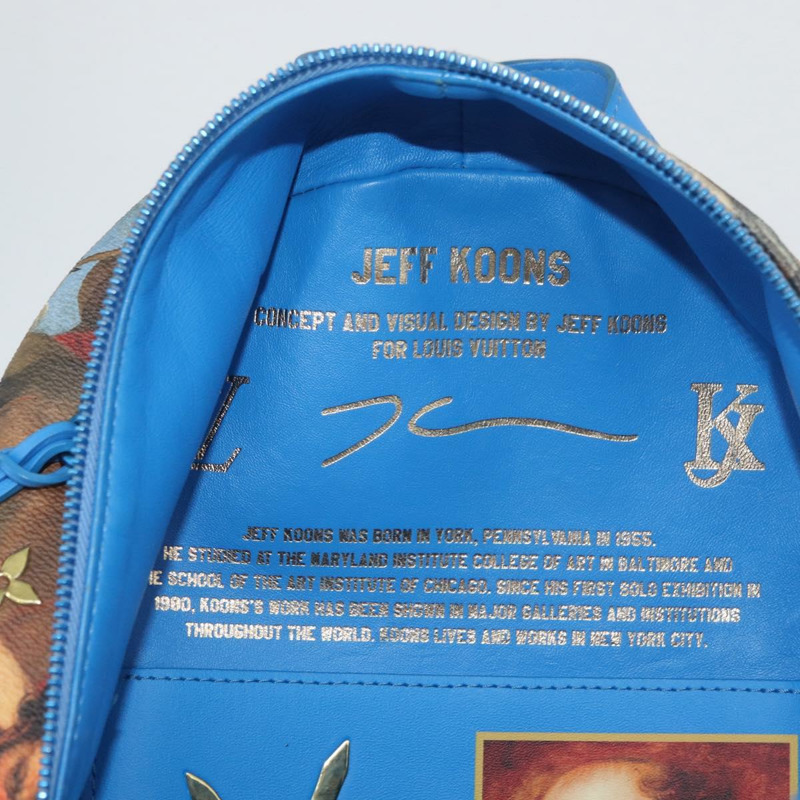 JEFF KOONS
CONCEPT AND VISUAL DESIGN BY JEFF KOONS
FOR LOUIS VUITTON
JEFF KOONS WAS BORN IN YORK, PENNSYLVANIA IN 1955.
HE STUDIED AT THE MARYLAND INSTITUTE COLLEGE OF ART IN BALTIMORE AND
HE SCHOOL OF THE ART INSTITUTE OF CHICAGO. SINCE HIS FIRST SOLO EXHIBITION IN
1980, KOONS'S WORK HAS BEEN SHOWN IN MAJOR GALLERIES AND INSTITUTIONS
THROUGHOUT THE WORLD. KOONS LIVES AND WORKS IN NEW YORK CITY.